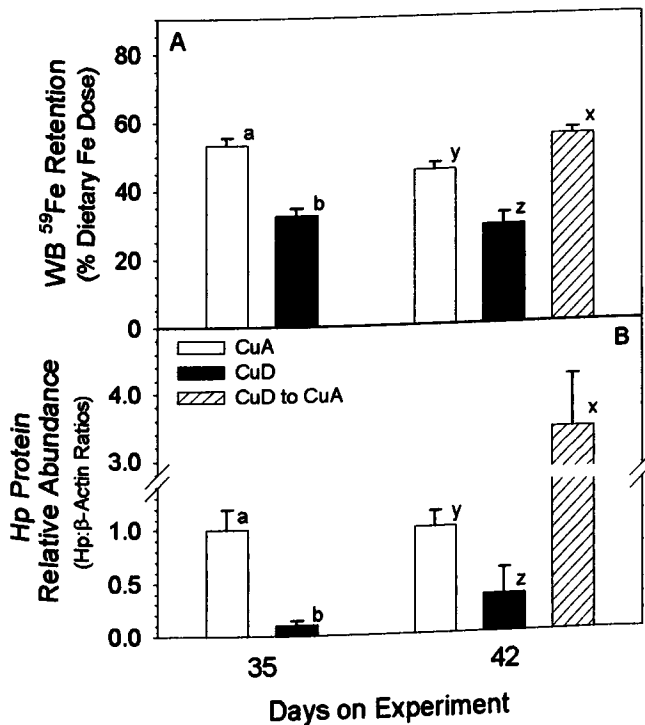 A
80
60
40
20
0
WB 59Fe Retention
(% Dietary Fe Dose)
a
b
y
z
x
B
CuA
CuD
CuD to CuA
4.0
3.0
1.0
0.5
0.0
Hp Protein
Relative Abundance
(Hp:β-Actin Ratios)
a
b
y
z
x
35
42
Days on Experiment